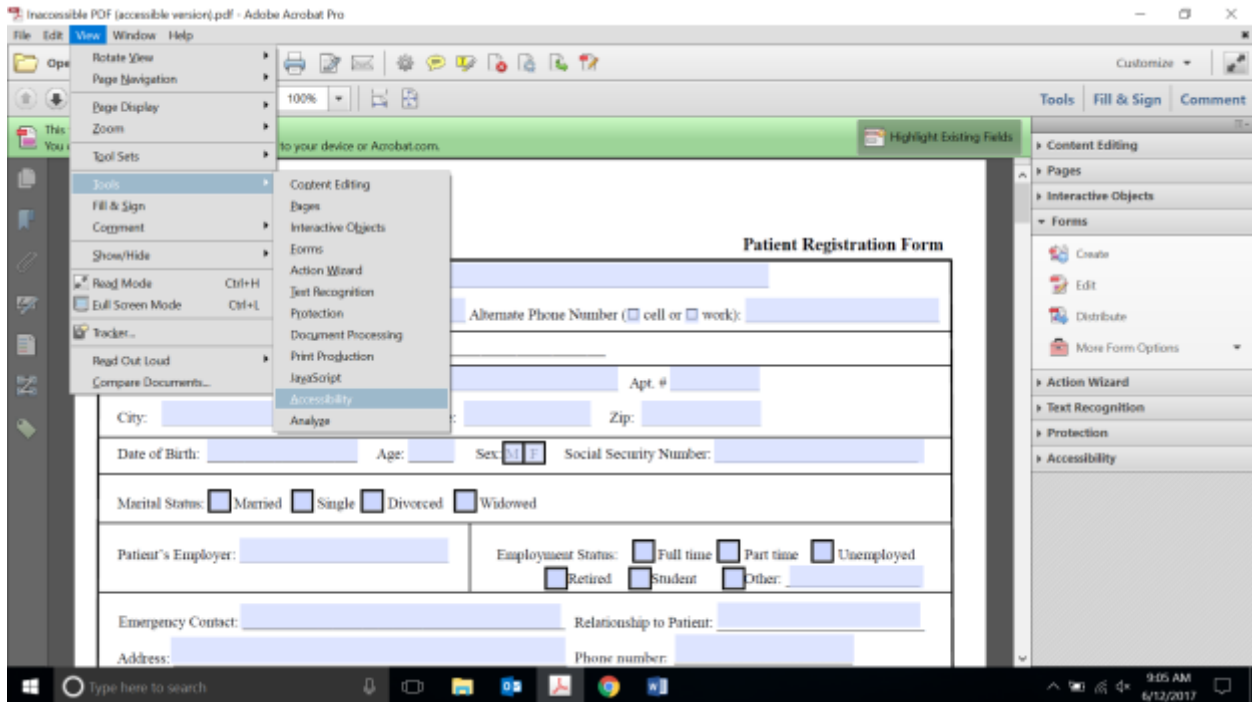 Inaccessible PDF (accessible version).pdf - Adobe Acrobat Pro
File Edit View Window Help
Ope
Customize
100%
Tools Fill & Sign Comment
This
You
to your device or Acrobat.com.
Highlight Existing Fields
Rotate View
Page Navigation
Page Display
Zoom
Tool Sets
Tools
Fill & Sign
Comment
Show/Hide
Read Mode Ctrl+H
Full Screen Mode Ctrl+L
Tracker...
Read Out Loud
Compare Documents...
Content Editing
Pages
Interactive Objects
Forms
Action Wizard
Text Recognition
Protection
Document Processing
Print Production
JavaScript
Accessibility
Analyze
Patient Registration Form
Alternate Phone Number ( cell or work):
Apt. #
City: Zip:
Date of Birth: Age: Sex: M F Social Security Number:
Marital Status: Married Single Divorced Widowed
Patient's Employer: Employment Status: Full time Part time Unemployed
Retired Student Other:
Emergency Contact: Relationship to Patient:
Address: Phone number:
Content Editing
Pages
Interactive Objects
Forms
Create
Edit
Distribute
More Form Options
Action Wizard
Text Recognition
Protection
Accessibility
Type here to search
9:05 AM
6/12/2017